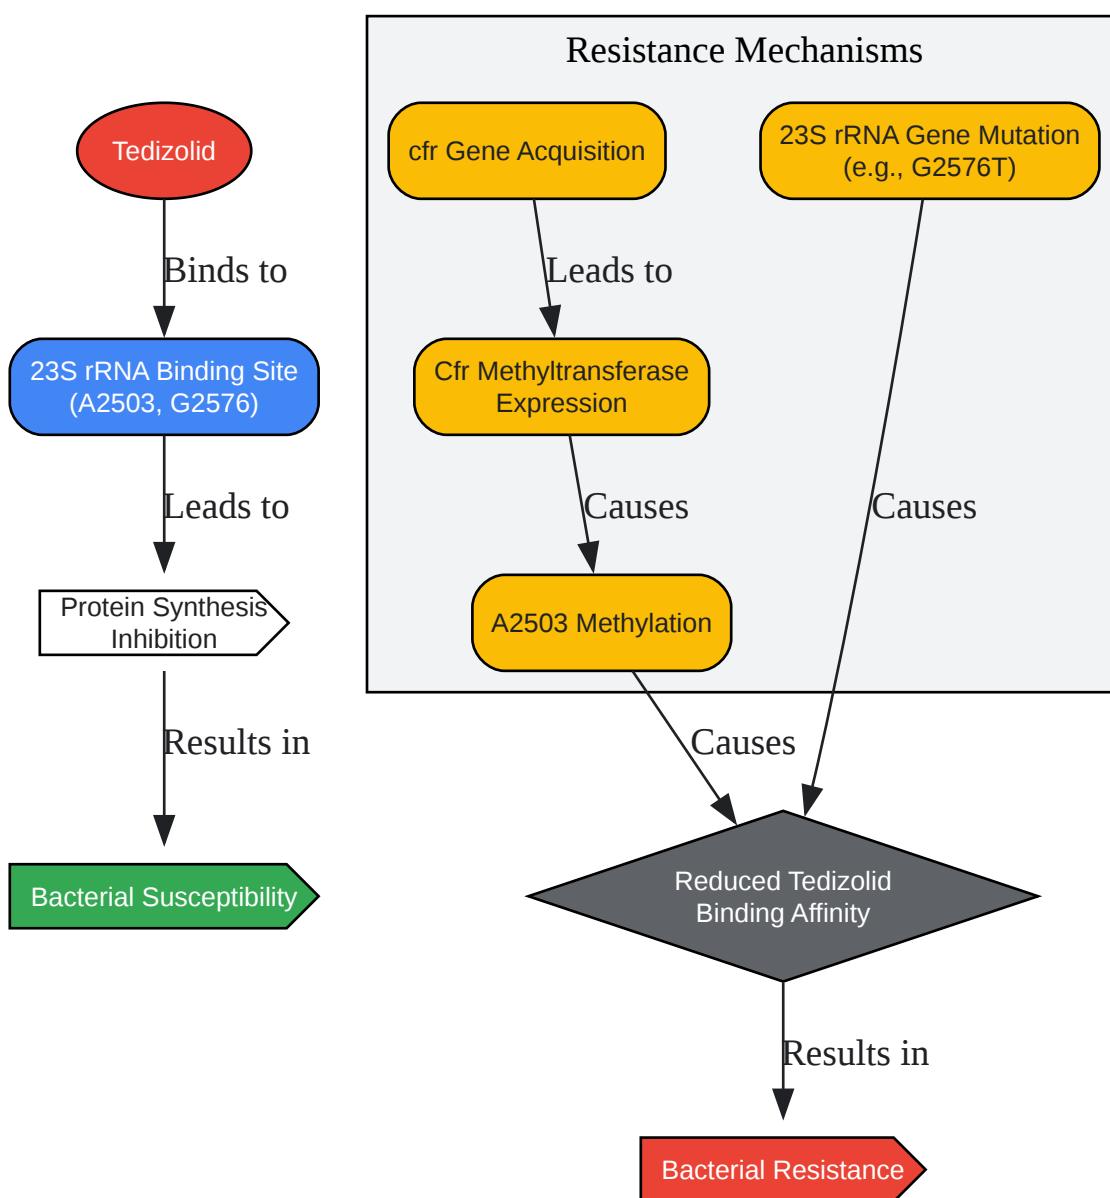 Resistance Mechanisms
Tedizolid
cfr Gene Acquisition
23S rRNA Gene Mutation
(e.g., G2576T)
Binds to
Leads to
23S rRNA Binding Site
(A2503, G2576)
Cfr Methyltransferase
Expression
Leads to
Causes
Causes
Protein Synthesis
Inhibition
A2503 Methylation
Results in
Causes
Bacterial Susceptibility
Reduced Tedizolid
Binding Affinity
Results in
Bacterial Resistance